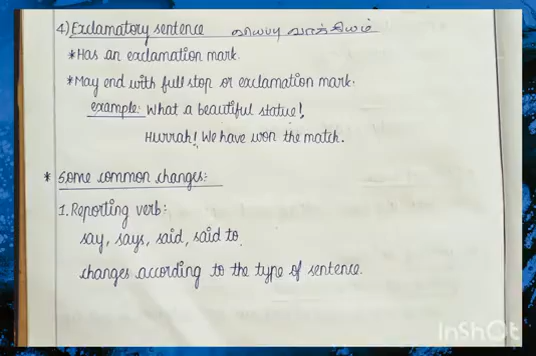 4) Exclamatory sentence வியப்பு வாக்கியம்
*Has an exclamation mark.
*May end with full stop or exclamation mark.
example: What a beautiful statue!
Hurrah! We have won the match.
* Some common changes:
1. Reporting verb:
say, says, said, said to.
changes according to the type of sentence.
InShOt